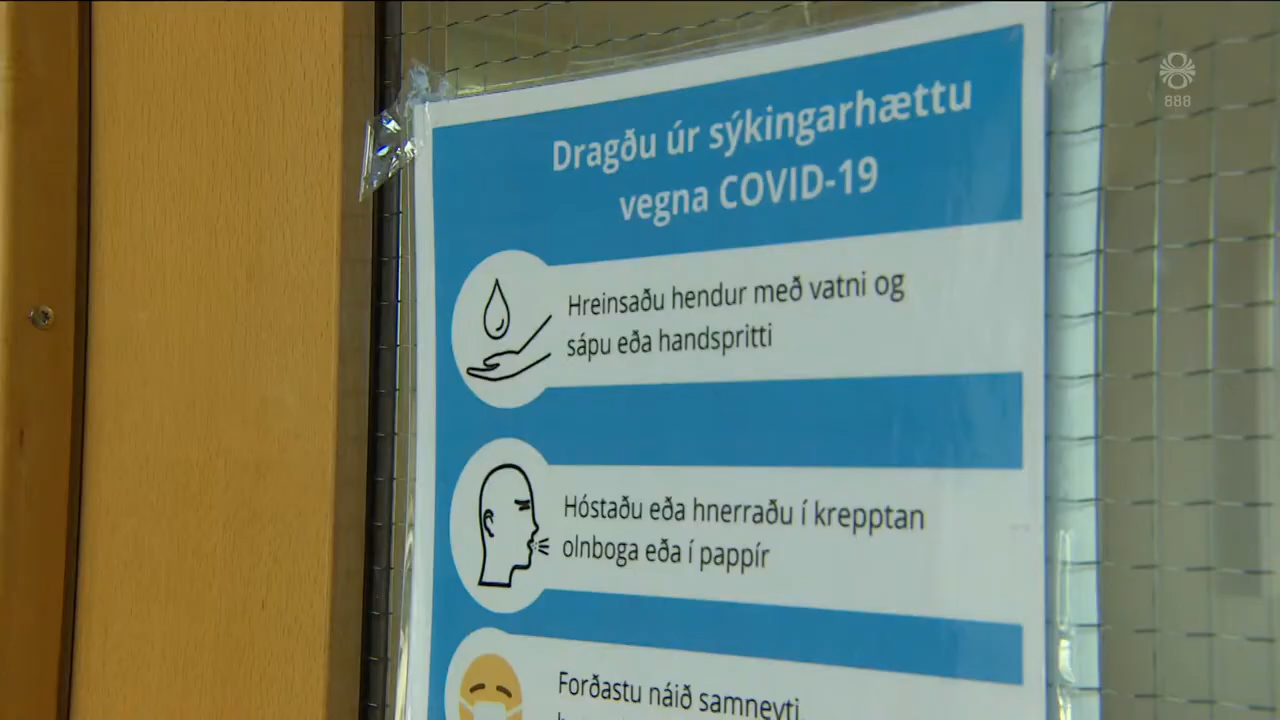 888
Dragðu úr sýkingarhættu
vegna COVID-19
Hreinsaðu hendur með vatni og
sápu eða handspritti
Hóstaðu eða hnerraðu í krepptan
olnboga eða í pappír
Forðastu náið samneyti,